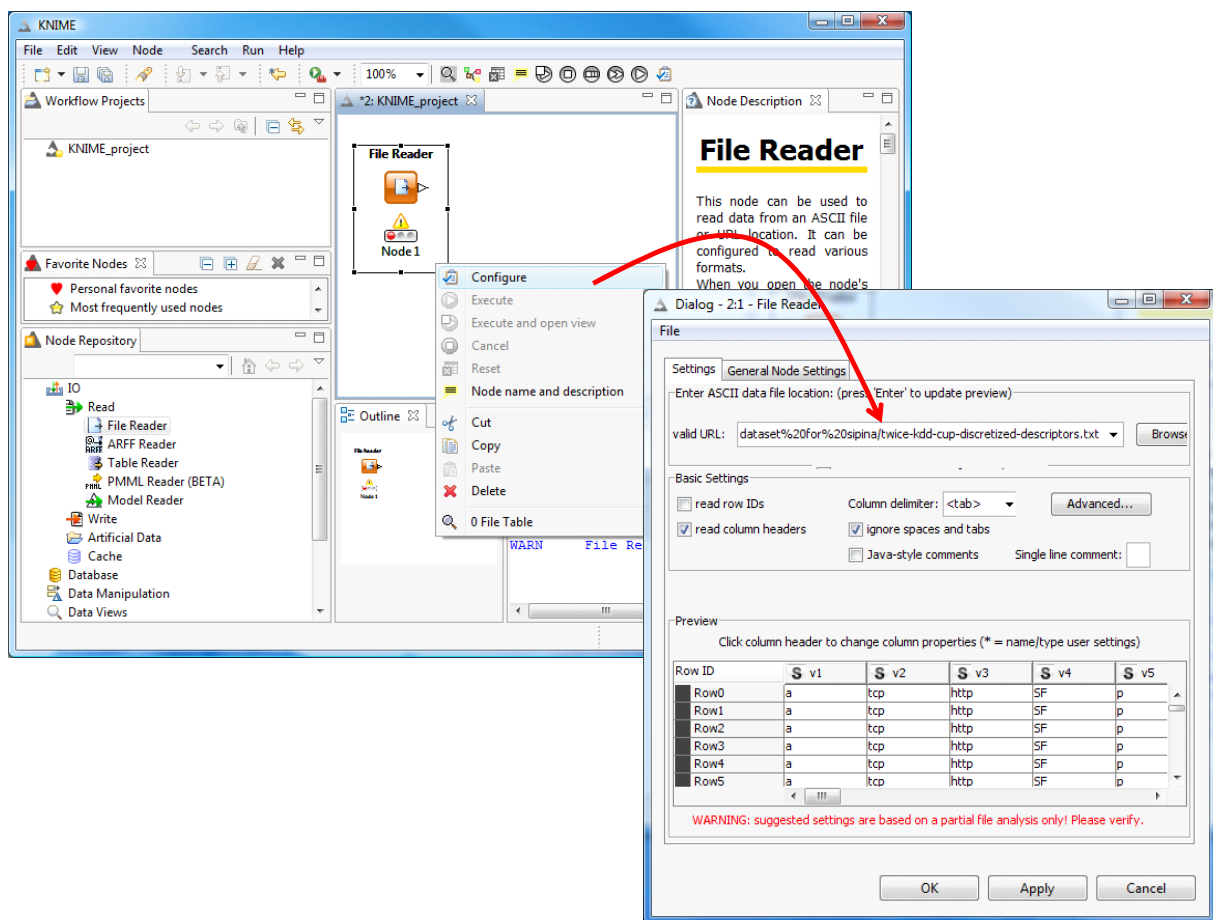 KNIME
File Edit View Node Search Run Help
100%
Workflow Projects
KNIME_project
*2: KNIME_project
File Reader
Node 1
Node Description
File Reader
This node can be used to
read data from an ASCII file
or URL location. It can be
configured to read various
formats.
When you open the node's
Favorite Nodes
Personal favorite nodes
Most frequently used nodes
Node Repository
IO
Read
File Reader
ARFF Reader
Table Reader
PMML Reader (BETA)
Model Reader
Write
Artificial Data
Cache
Database
Data Manipulation
Data Views
Outline
File Reader
Node 1
Configure
Execute
Execute and open view
Cancel
Reset
Node name and description
Cut
Copy
Paste
Delete
0 File Table
WARN File Re
Dialog - 2:1 - File Reader
File
Settings General Node Settings
Enter ASCII data file location: (press 'Enter' to update preview)
valid URL: dataset%20for%20sipina/twice-kdd-cup-discretized-descriptors.txt Browse
Basic Settings
read row IDs Column delimiter: <tab> Advanced...
read column headers ignore spaces and tabs
Java-style comments Single line comment:
Preview
Click column header to change column properties (* = name/type user settings)
Row ID S v1 S v2 S v3 S v4 S v5
Row0 a tcp http SF p
Row1 a tcp http SF p
Row2 a tcp http SF p
Row3 a tcp http SF p
Row4 a tcp http SF p
Row5 a tcp http SF p
WARNING: suggested settings are based on a partial file analysis only! Please verify.
OK Apply Cancel